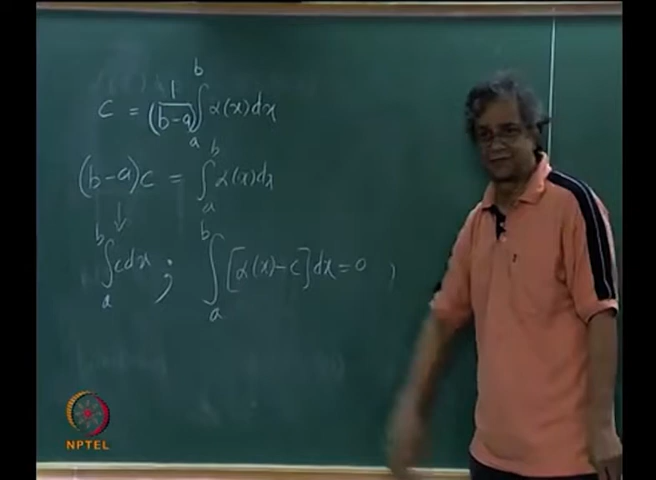 c = 1/(b-a) ∫_a^b α(x)dx
(b-a)c = ∫_a^b α(x)dx
↓
∫_a^b c dx ; ∫_a^b [α(x)-c]dx = 0 ,
NPTEL